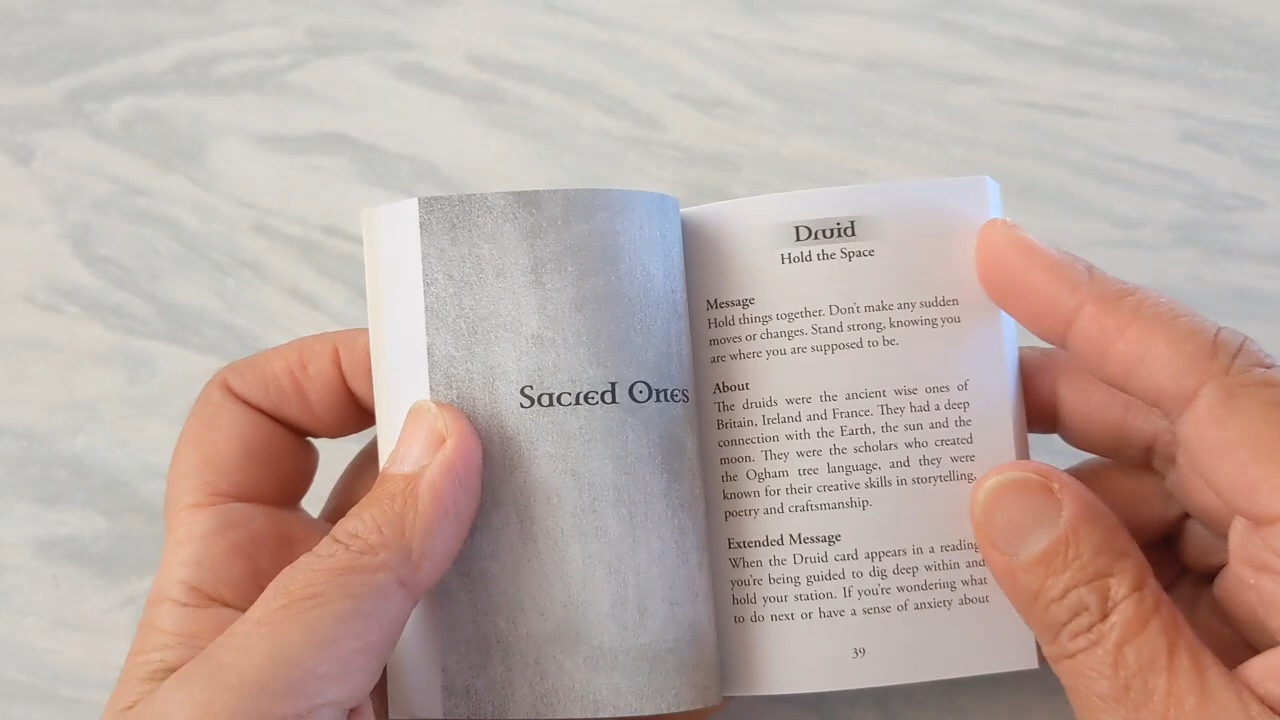 Sacred Ones
Druid
Hold the Space
Message
Hold things together. Don't make any sudden
moves or changes. Stand strong, knowing you
are where you are supposed to be.
About
The druids were the ancient wise ones of
Britain, Ireland and France. They had a deep
connection with the Earth, the sun and the
moon. They were the scholars who created
the Ogham tree language, and they were
known for their creative skills in storytelling,
poetry and craftsmanship.
Extended Message
When the Druid card appears in a reading
you're being guided to dig deep within and
hold your station. If you're wondering what
to do next or have a sense of anxiety about
39